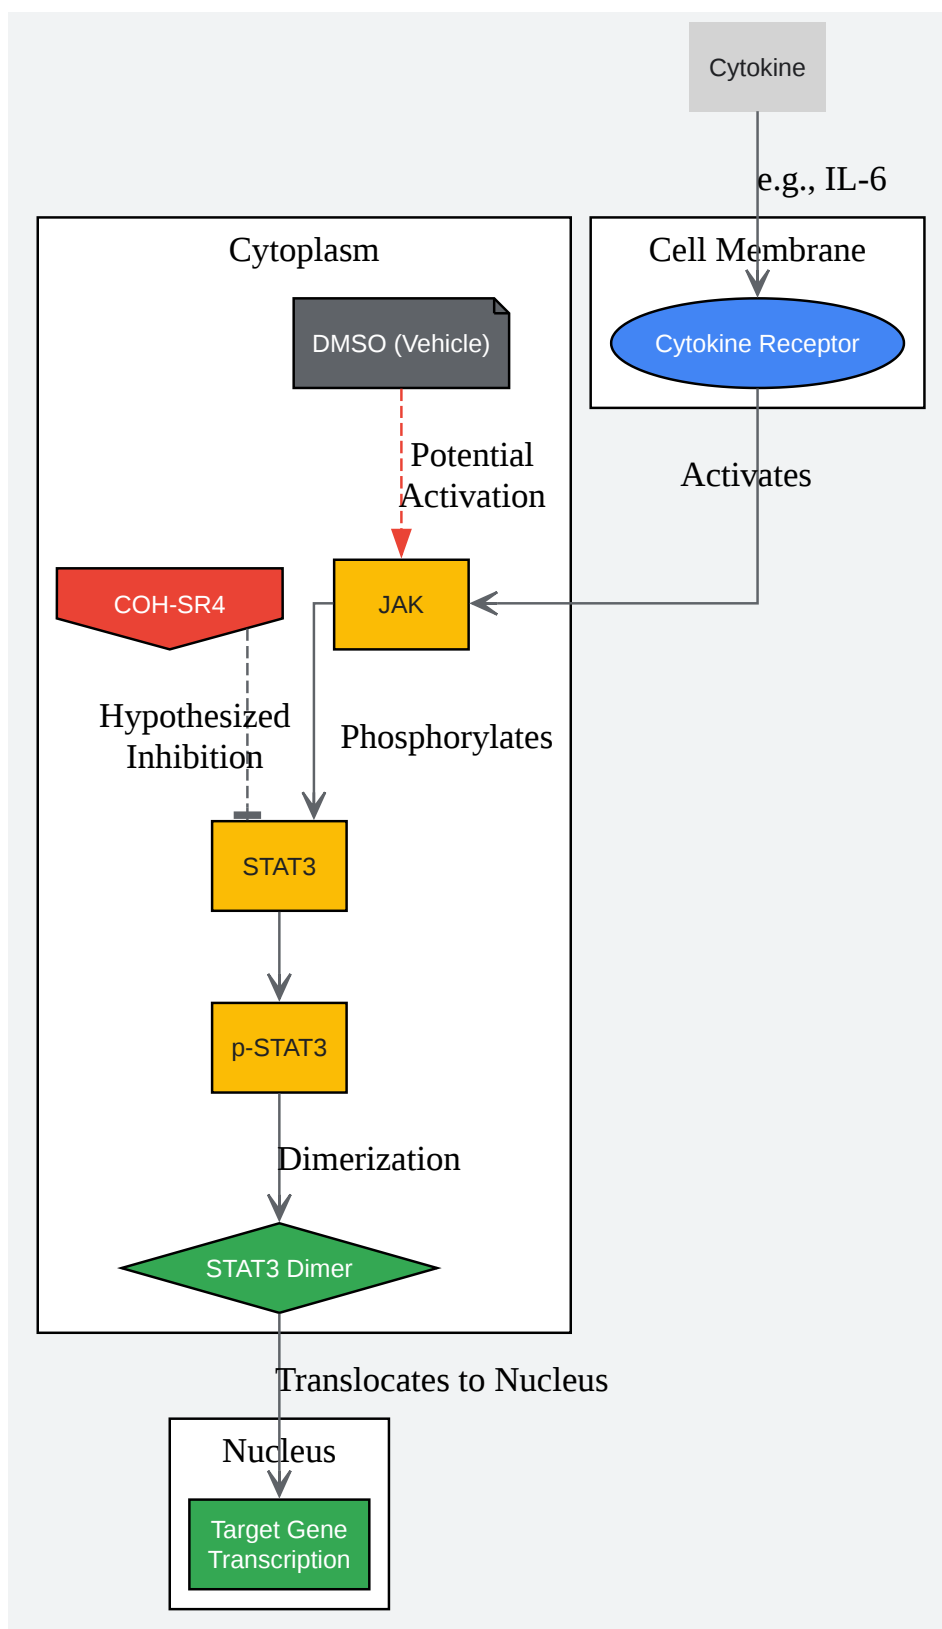 Cytokine
e.g., IL-6
Cytoplasm
Cell Membrane
DMSO (Vehicle)
Cytokine Receptor
Potential
Activation
Activates
COH-SR4
JAK
Hypothesized
Inhibition
Phosphorylates
STAT3
p-STAT3
Dimerization
STAT3 Dimer
Translocates to Nucleus
Nucleus
Target Gene
Transcription